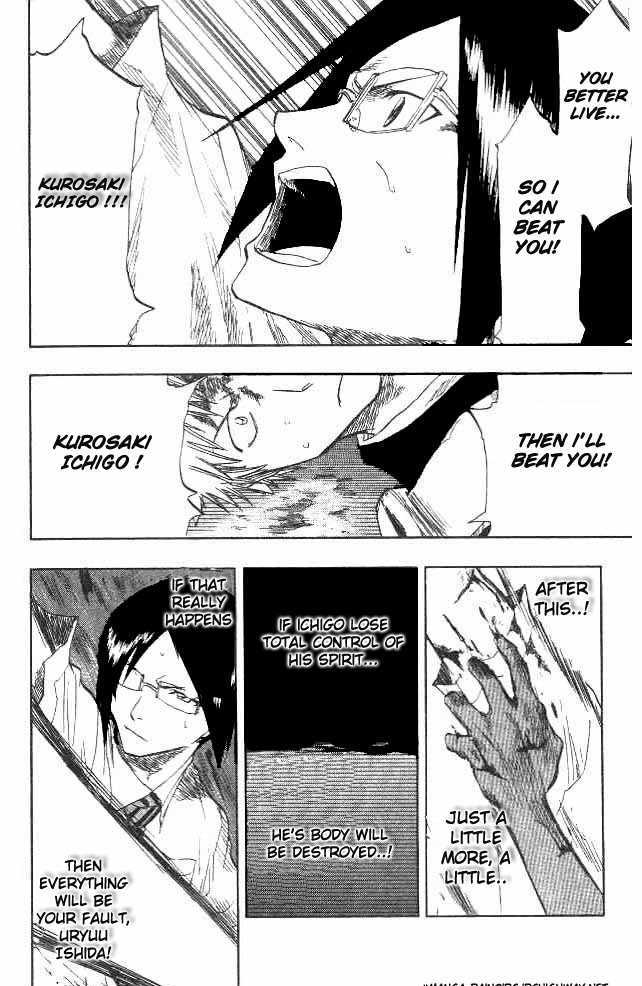 YOU
BETTER
LIVE...
SO I
CAN
BEAT
YOU!
KUROSAKI
ICHIGO !!!
THEN I'LL
BEAT YOU!
KUROSAKI
ICHIGO !
AFTER
THIS..!
JUST A
LITTLE
MORE, A
LITTLE..
IF ICHIGO LOSE
TOTAL CONTROL OF
HIS SPIRIT...
HE'S BODY WILL
BE DESTROYED..!
IF THAT
REALLY
HAPPENS
THEN
EVERYTHING
WILL BE
YOUR FAULT,
URYUU
ISHIDA!